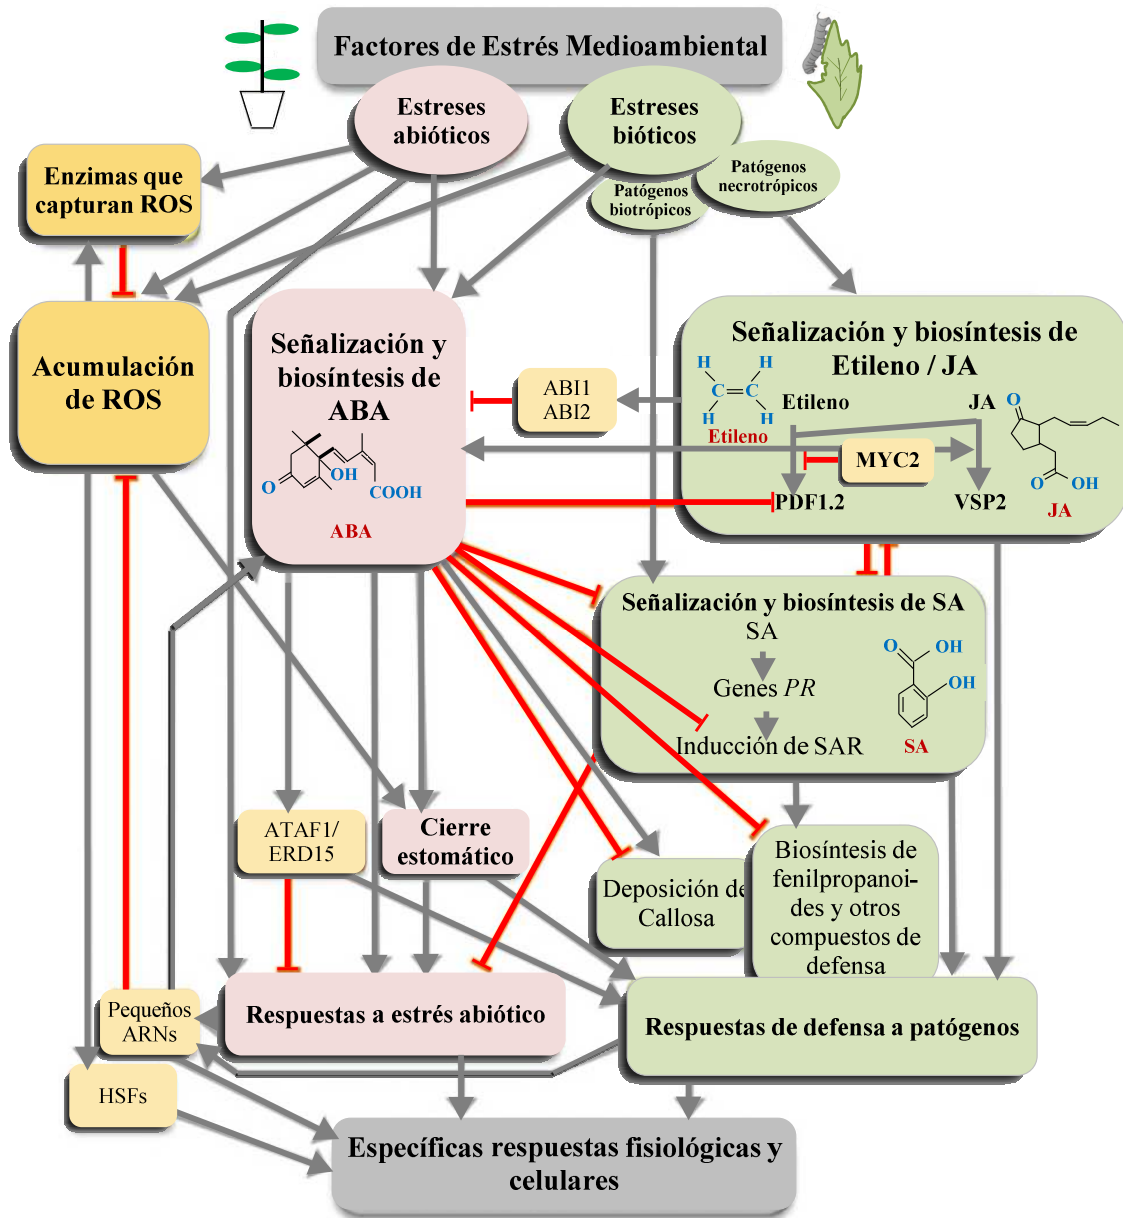 Factores de Estrés Medioambiental
Estreses
abióticos
Estreses
bióticos
Patógenos
necrotrópicos
Patógenos
biotrópicos
Enzimas que
capturan ROS
Acumulación
de ROS
Señalización y
biosíntesis de
ABA
O
OH
COOH
ABA
ABI1
ABI2
Señalización y biosíntesis de
Etileno / JA
H
H
C
C
H
H
Etileno
Etileno
JA
O
MYC2
PDF1.2
VSP2
O
OH
JA
Señalización y biosíntesis de SA
SA
Genes PR
Inducción de SAR
O
OH
OH
SA
ATAF1/
ERD15
Cierre
estomático
Deposición de
Callosa
Biosíntesis de
fenilpropanoi-
des y otros
compuestos de
defensa
Pequeños
ARNs
Respuestas a estrés abiótico
Respuestas de defensa a patógenos
HSFs
Específicas respuestas fisiológicas y
celulares